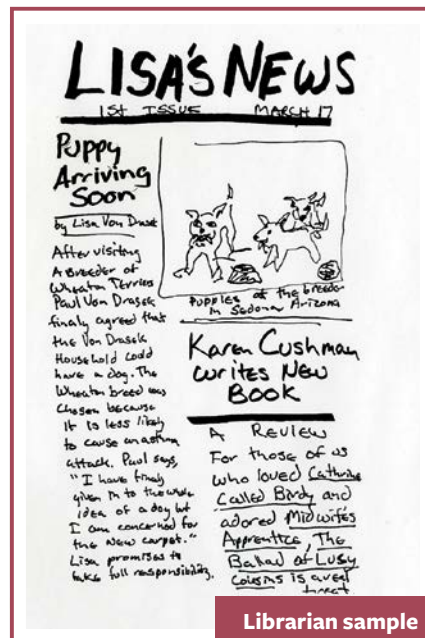 LISA'S NEWS
1St ISSUE MARCH 17
Puppy
Arriving
Soon
by Lisa Von Drasek
After visiting
A Breeder of
Wheaton Terriers
Paul Von Drasek
finaly agreed that
the Von Drasek
Household could
have a dog. The
Wheaton breed was
Chosen because
It is less likely
to cause an asthma
attack. Paul says,
"I have finaly
given in to the whole
idea of a dog but
I am concerned for
the new carpet."
Lisa promises to
take full responsibility.
Puppies at the breeder
in Sedona Arizona
Karen Cushman
writes New
Book
A Review
For those of us
who loved Catherine
Called Birdy and
adored Midwife's
Apprentice, The
Ballad of Lucy
is a
treat
Librarian sample